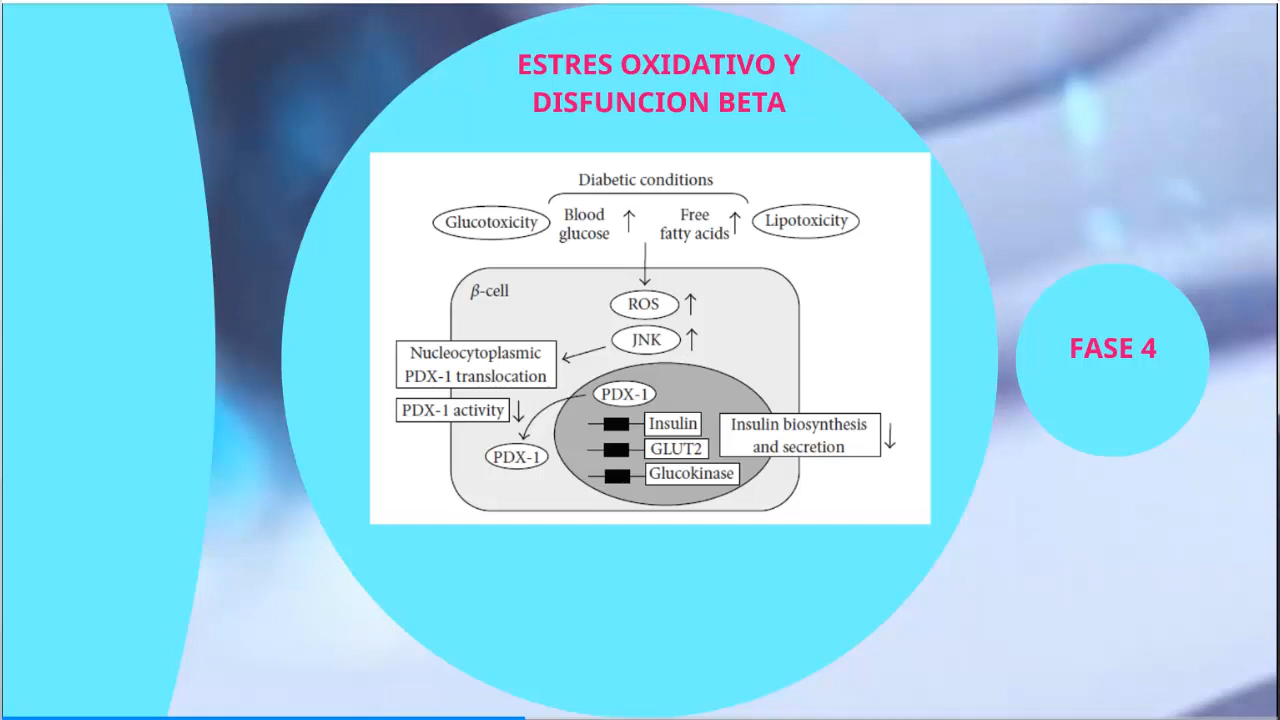 ESTRES OXIDATIVO Y
DISFUNCION BETA
Diabetic conditions
Glucotoxicity
Blood
glucose
Free
fatty acids
Lipotoxicity
β-cell
ROS
JNK
Nucleocytoplasmic
PDX-1 translocation
PDX-1 activity
PDX-1
PDX-1
Insulin
GLUT2
Glucokinase
Insulin biosynthesis
and secretion
FASE 4